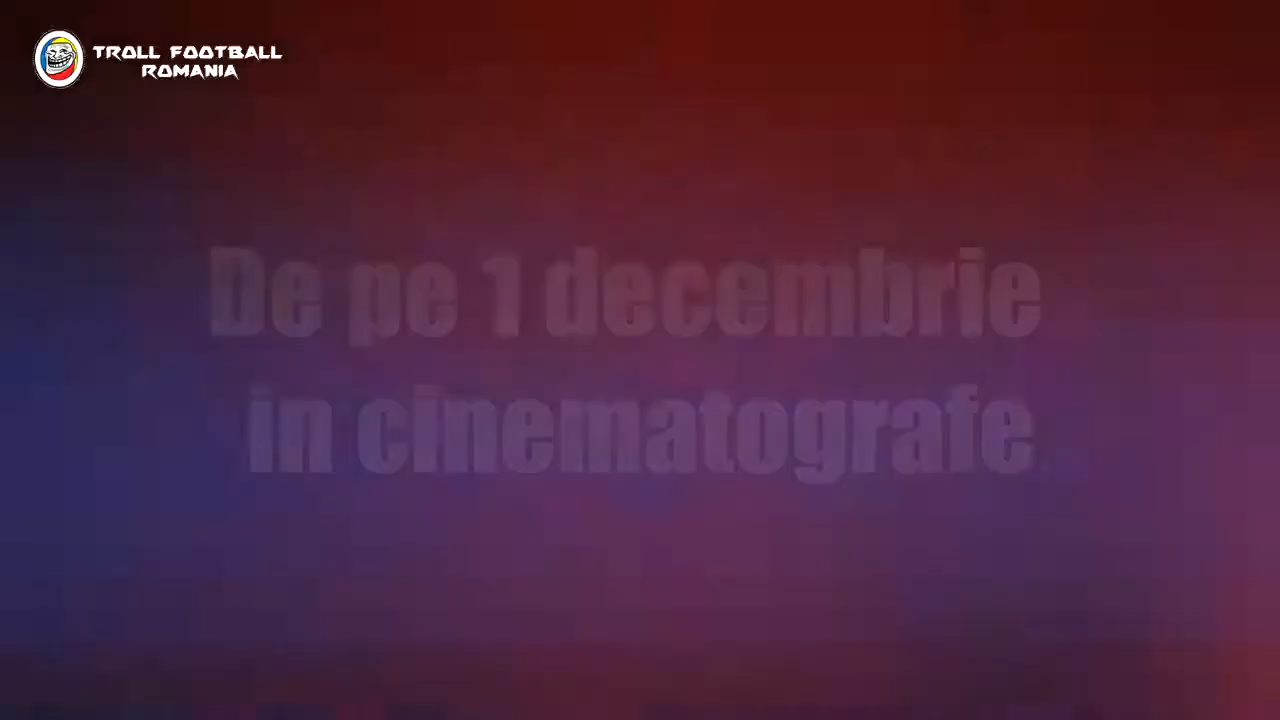 TROLL FOOTBALL
ROMANIA
De pe 1 decembrie
in cinematografe